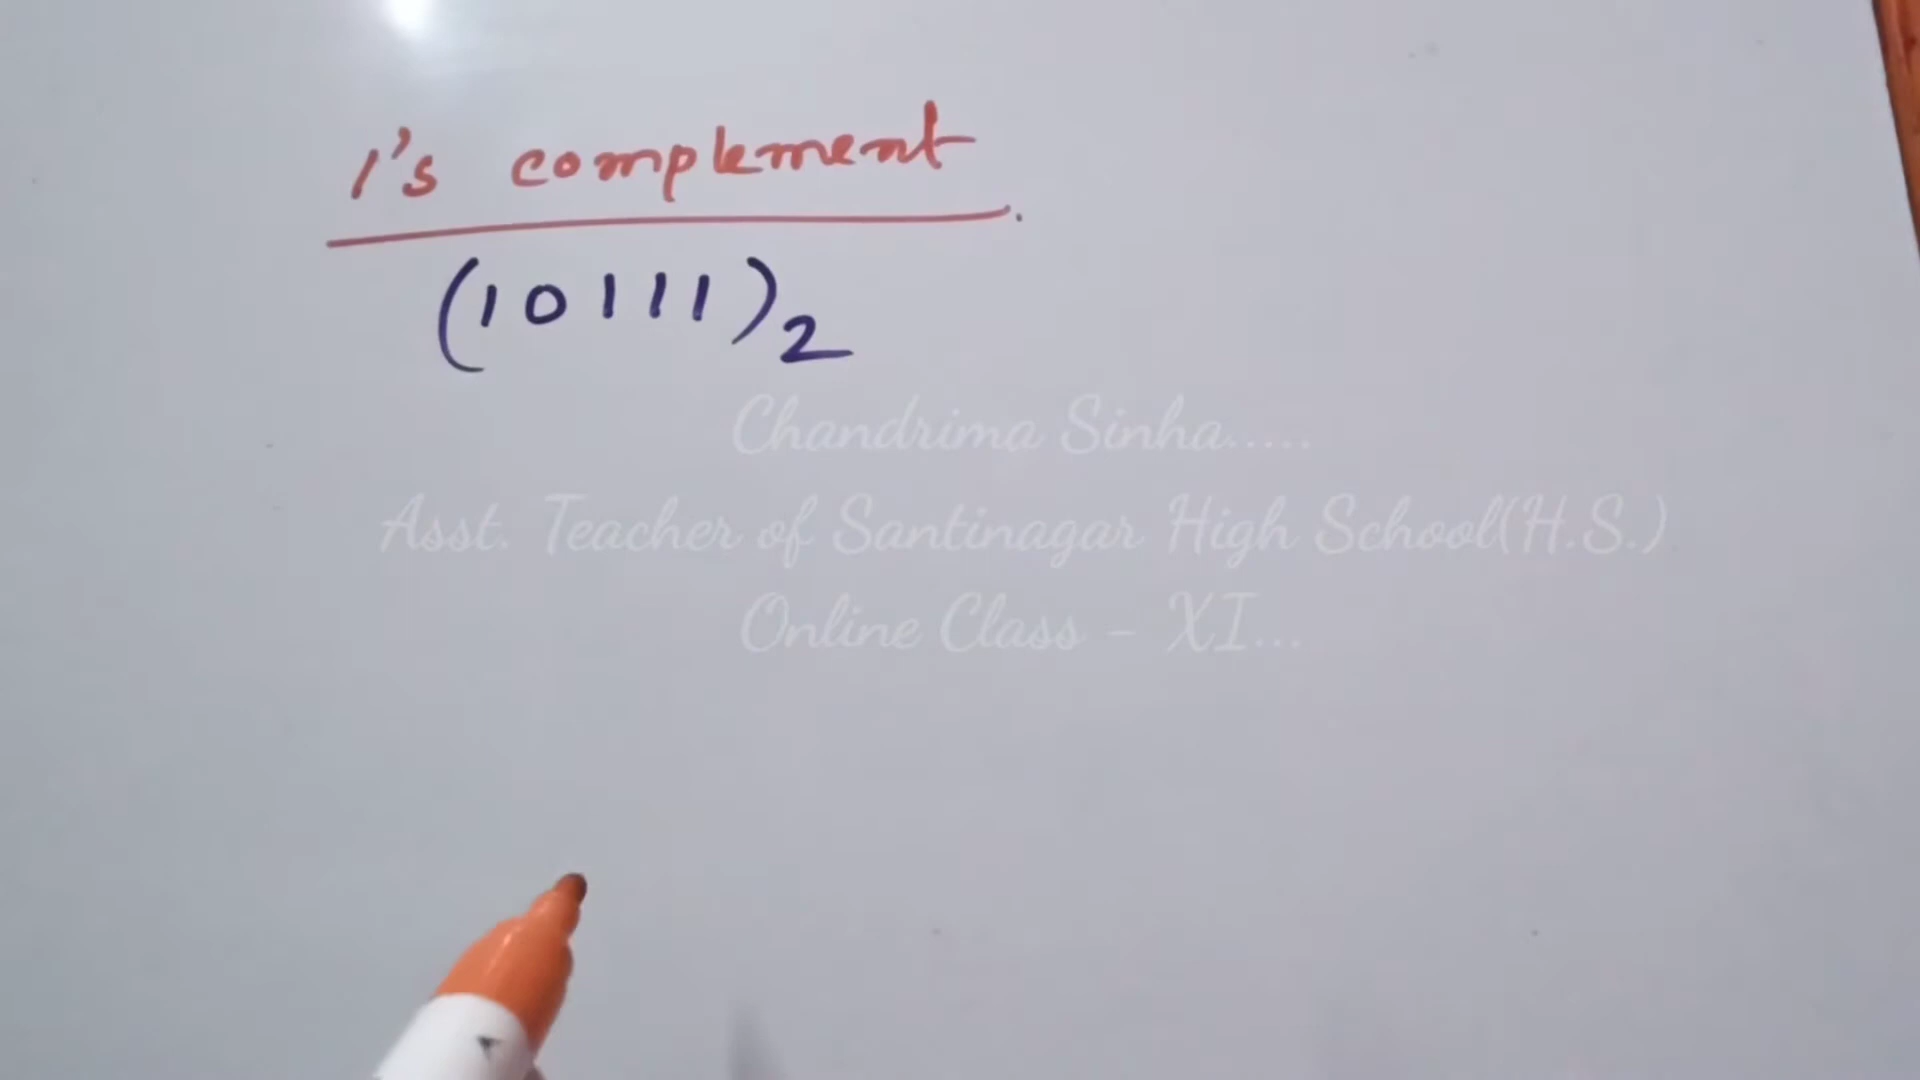 1's complement
(10111)2
Chandrima Sinha.....
Asst. Teacher of Santinagar High School(H.S.)
Online Class - XI...